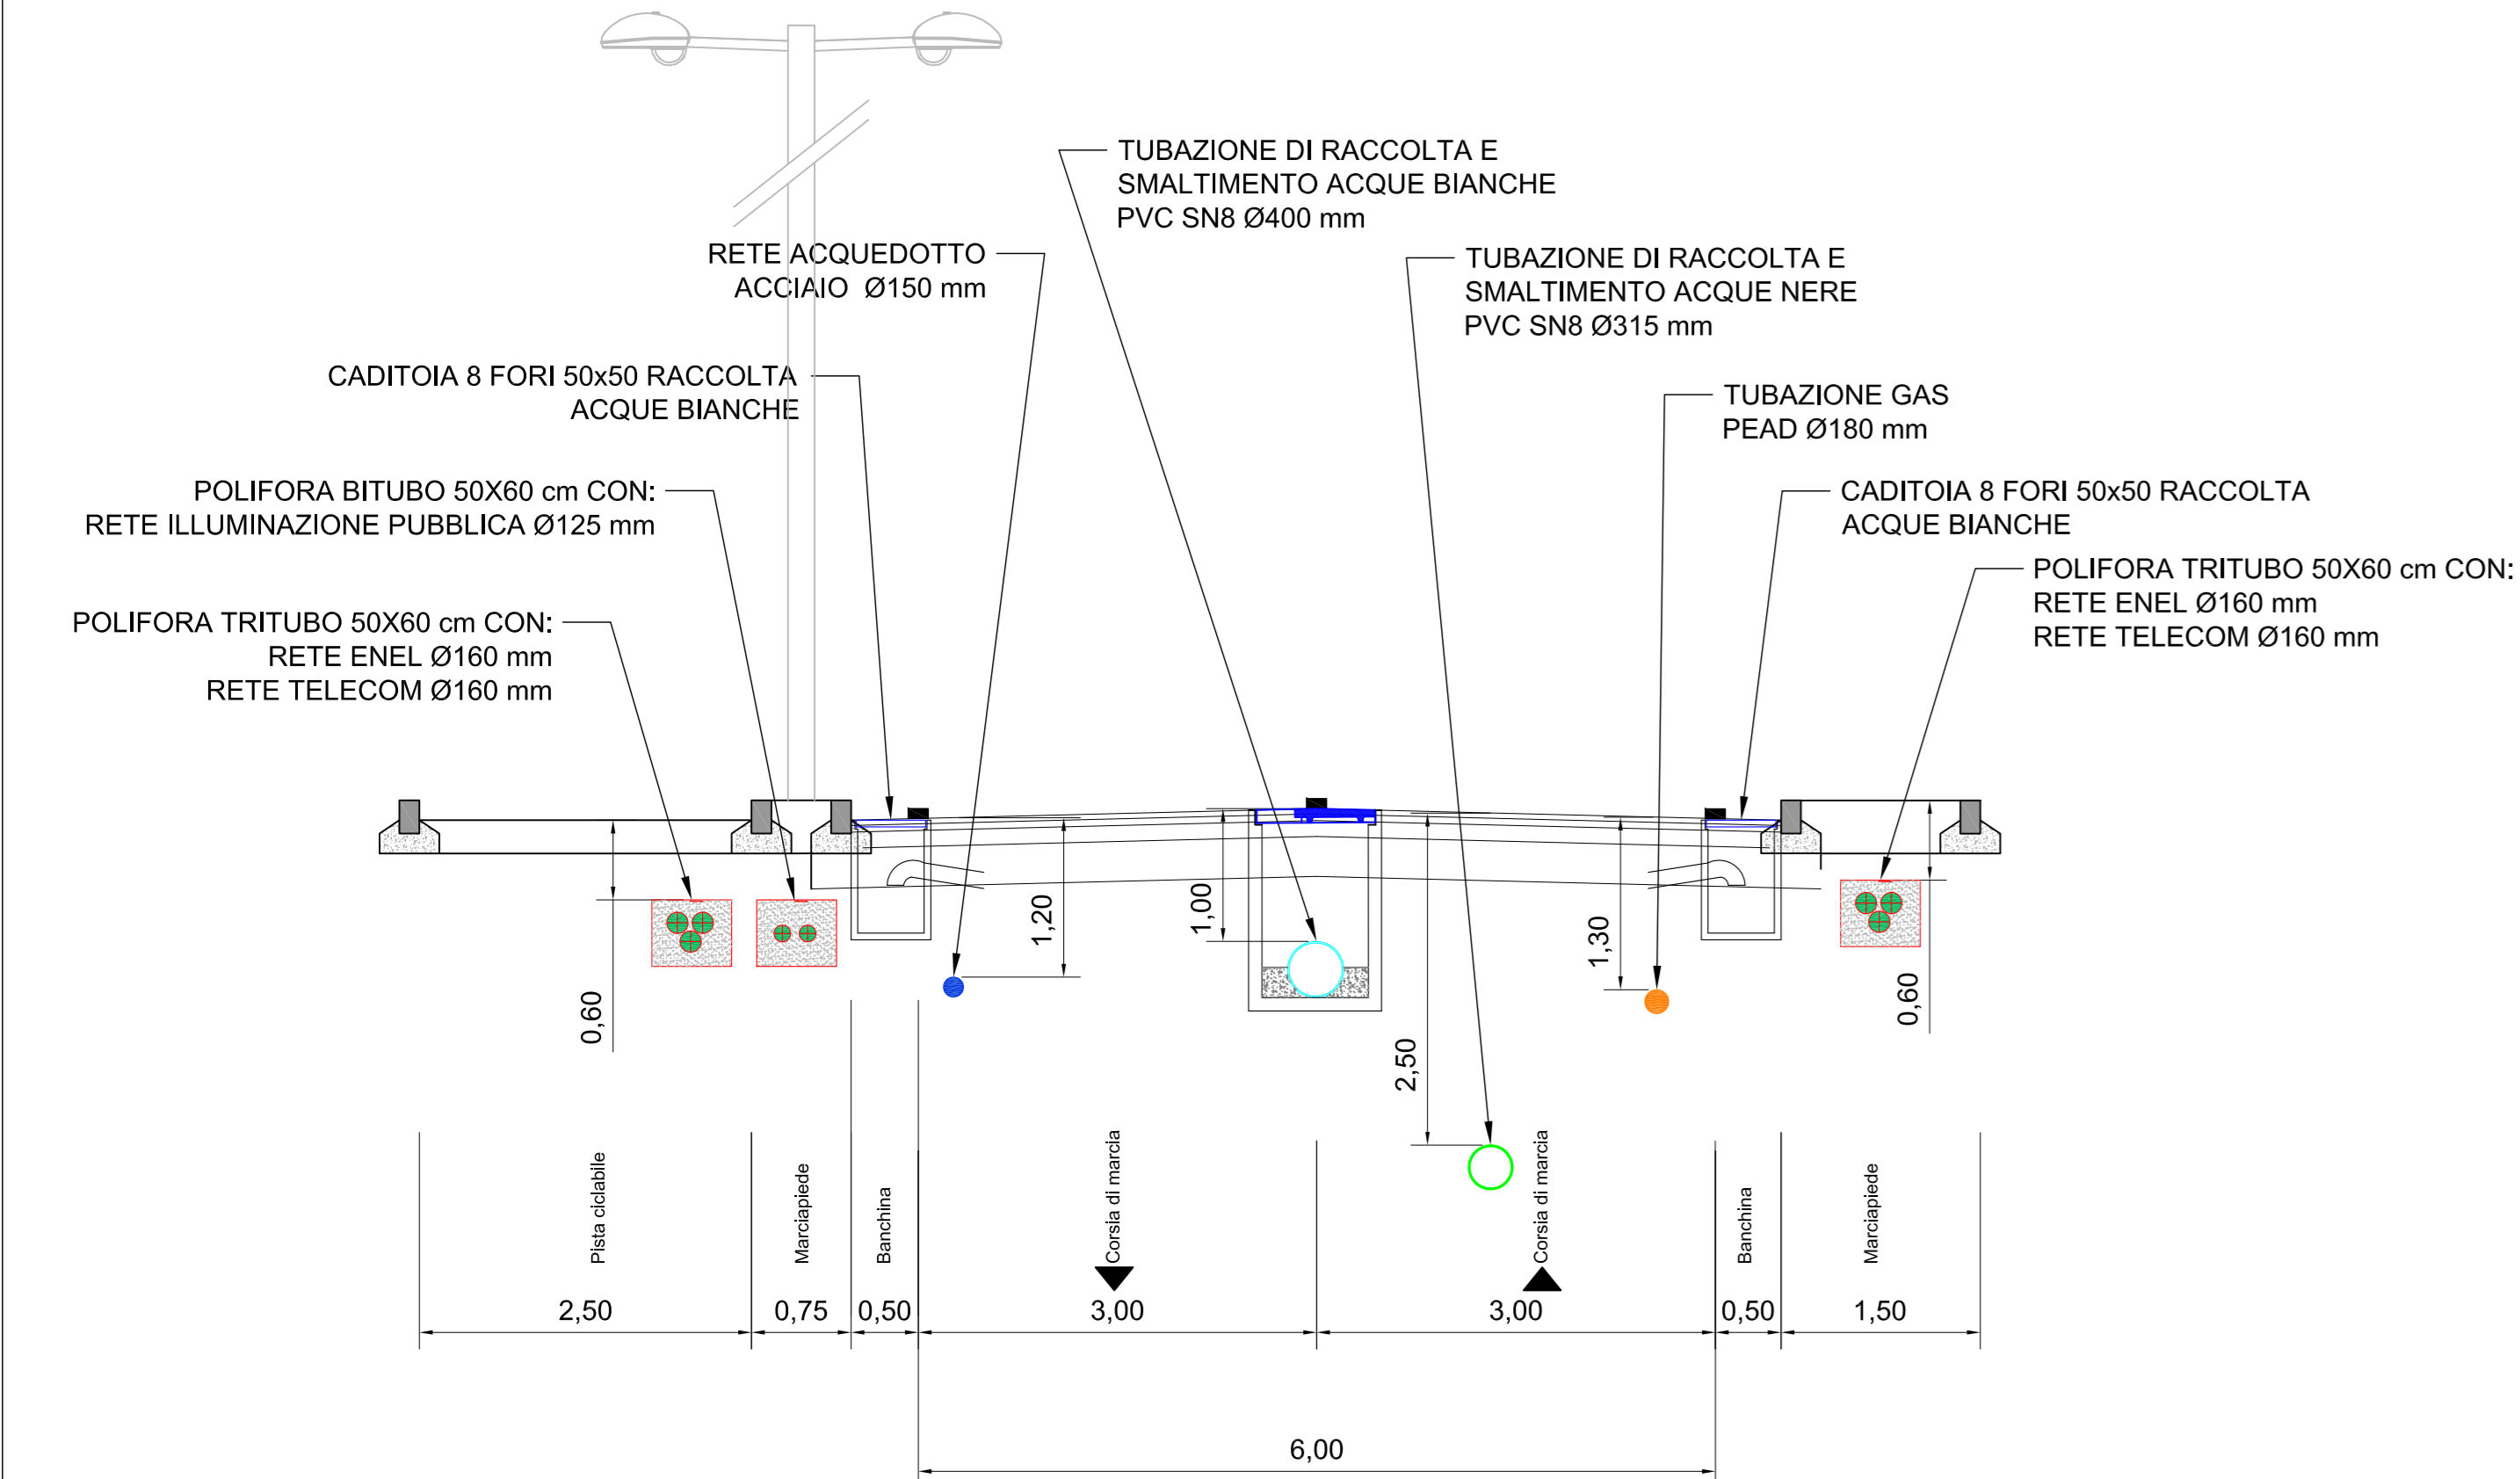 TUBAZIONE DI RACCOLTA E
SMALTIMENTO ACQUE BIANCHE
PVC SN8 Ø400 mm
RETE ACQUEDOTTO
ACCIAIO Ø150 mm
TUBAZIONE DI RACCOLTA E
SMALTIMENTO ACQUE NERE
PVC SN8 Ø315 mm
CADITOIA 8 FORI 50x50 RACCOLTA
ACQUE BIANCHE
TUBAZIONE GAS
PEAD Ø180 mm
POLIFORA BITUBO 50X60 cm CON:
RETE ILLUMINAZIONE PUBBLICA Ø125 mm
CADITOIA 8 FORI 50x50 RACCOLTA
ACQUE BIANCHE
POLIFORA TRITUBO 50X60 cm CON:
RETE ENEL Ø160 mm
RETE TELECOM Ø160 mm
POLIFORA TRITUBO 50X60 cm CON:
RETE ENEL Ø160 mm
RETE TELECOM Ø160 mm
0,60
1,20
1,00
2,50
1,30
0,60
Pista ciclabile
Marciapiede
Banchina
Corsia di marcia
Corsia di marcia
Banchina
Marciapiede
2,50
0,75
0,50
3,00
3,00
0,50
1,50
6,00